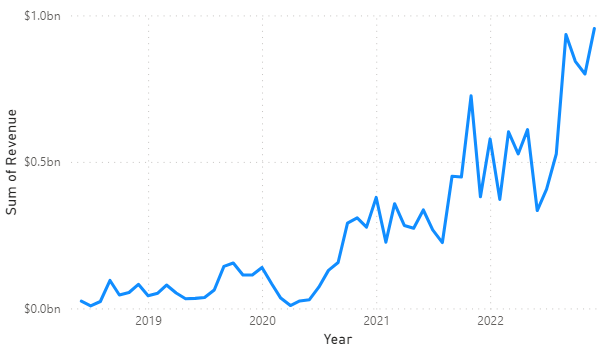 $1.0bn
$0.5bn
$0.0bn
Sum of Revenue
2019 2020 2021 2022
Year